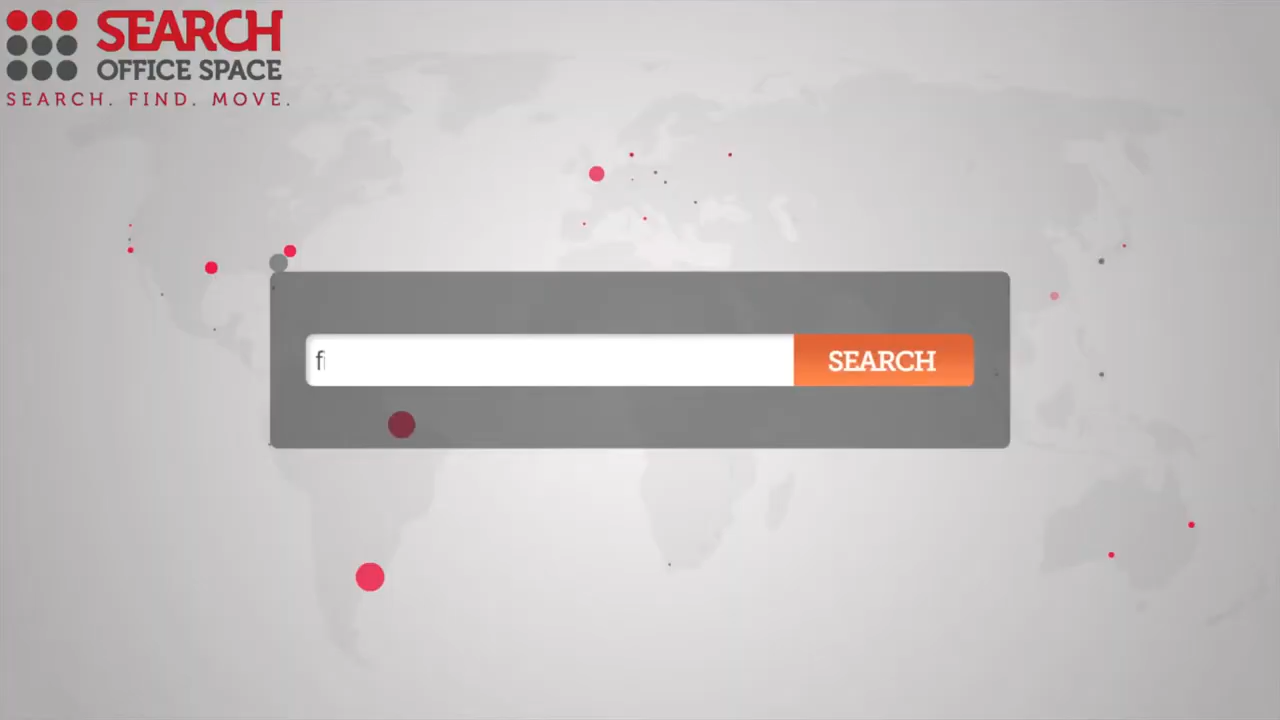 SEARCH
OFFICE SPACE
SEARCH. FIND. MOVE.
fi
SEARCH